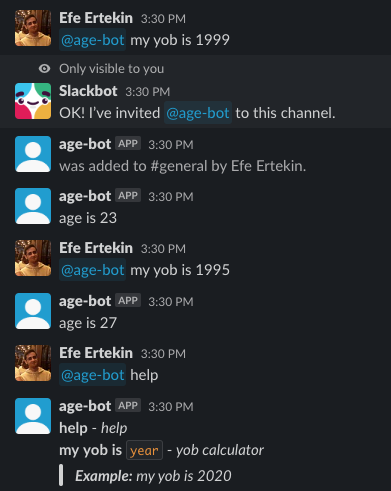 Efe Ertekin 3:30 PM
@age-bot my yob is 1999
Only visible to you
Slackbot 3:30 PM
OK! I've invited @age-bot to this channel.
age-bot APP 3:30 PM
was added to #general by Efe Ertekin.
age-bot APP 3:30 PM
age is 23
Efe Ertekin 3:30 PM
@age-bot my yob is 1995
age-bot APP 3:30 PM
age is 27
Efe Ertekin 3:30 PM
@age-bot help
age-bot APP 3:30 PM
help - help
my yob is year - yob calculator
Example: my yob is 2020